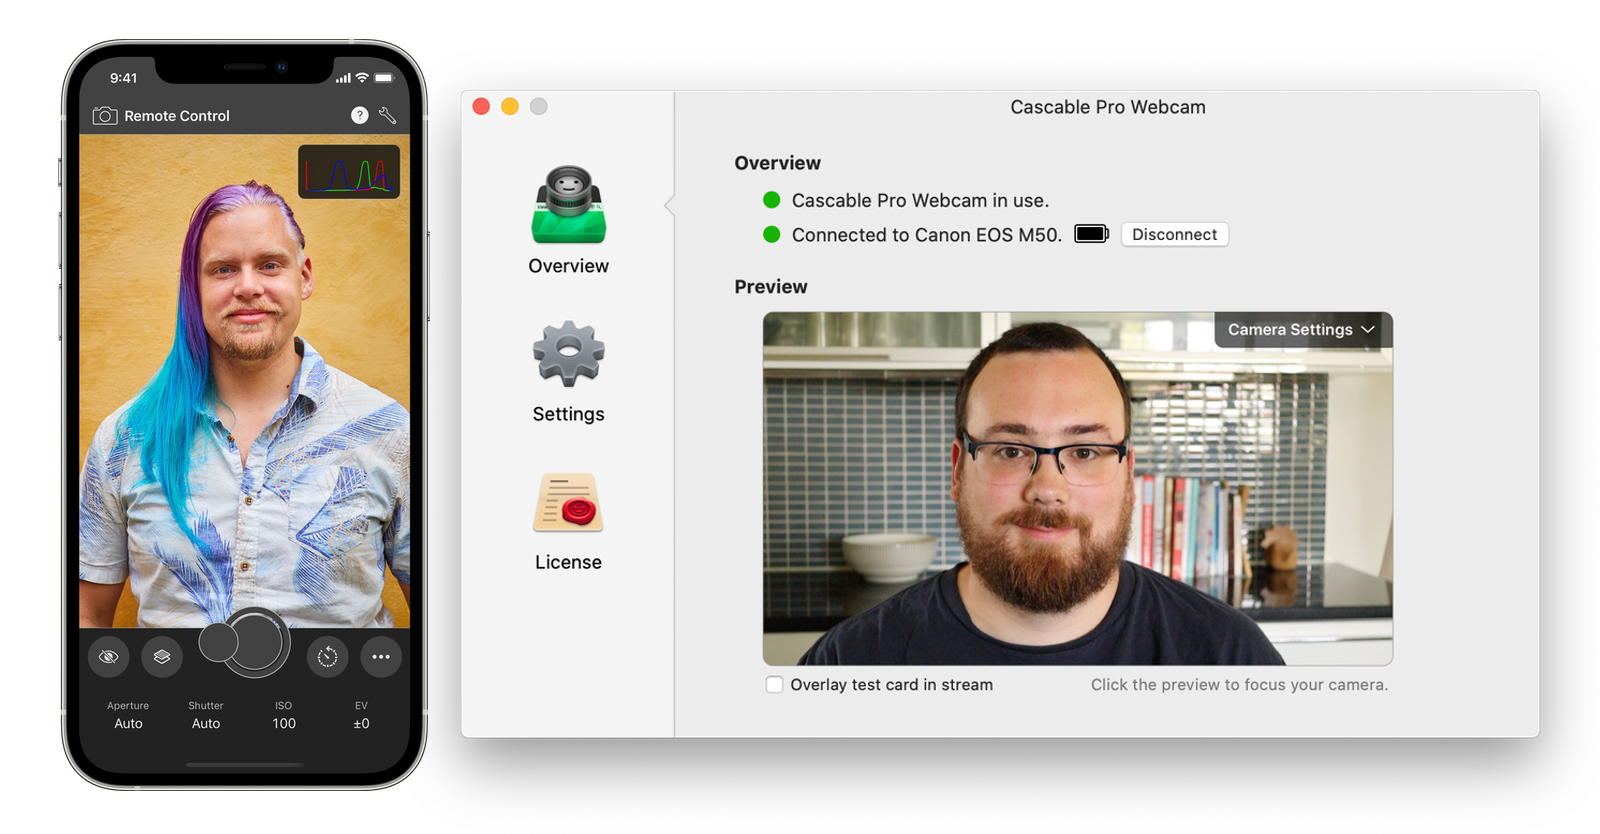 9:41
Remote Control
?
Aperture
Shutter
ISO
EV
Auto
Auto
100
±0
Cascable Pro Webcam
Overview
Settings
License
Overview
Cascable Pro Webcam in use.
Connected to Canon EOS M50.
Disconnect
Preview
Camera Settings
Overlay test card in stream
Click the preview to focus your camera.